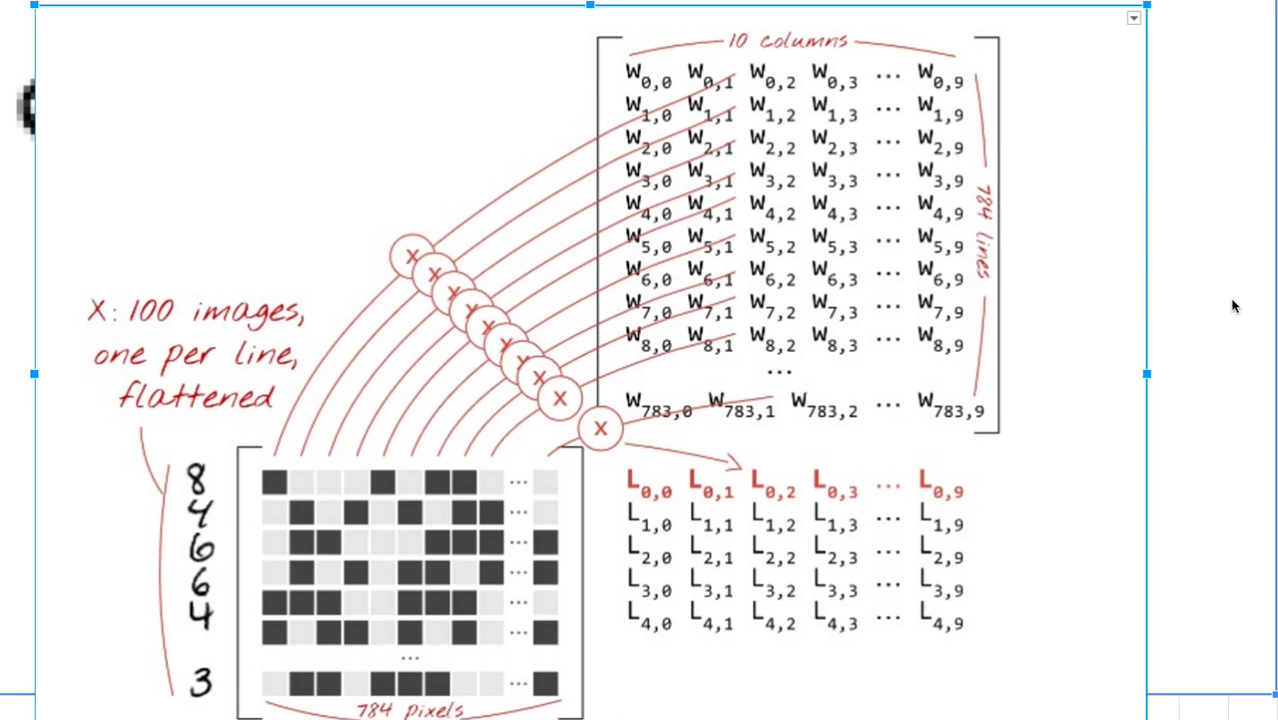 10 columns
W0,0 W0,1 W0,2 W0,3 ... W0,9
W1,0 W1,1 W1,2 W1,3 ... W1,9
W2,0 W2,1 W2,2 W2,3 ... W2,9
W3,0 W3,1 W3,2 W3,3 ... W3,9
W4,0 W4,1 W4,2 W4,3 ... W4,9
W5,0 W5,1 W5,2 W5,3 ... W5,9
W6,0 W6,1 W6,2 W6,3 ... W6,9
W7,0 W7,1 W7,2 W7,3 ... W7,9
W8,0 W8,1 W8,2 W8,3 ... W8,9
...
W783,0 W783,1 W783,2 ... W783,9
784 lines
x
x
x
x
x
x
x
x
x
x
X: 100 images,
one per line,
flattened
8 ...
4 ...
6 ...
6 ...
4 ...
...
...
3 ...
784 pixels
L0,0 L0,1 L0,2 L0,3 ... L0,9
L1,0 L1,1 L1,2 L1,3 ... L1,9
L2,0 L2,1 L2,2 L2,3 ... L2,9
L3,0 L3,1 L3,2 L3,3 ... L3,9
L4,0 L4,1 L4,2 L4,3 ... L4,9